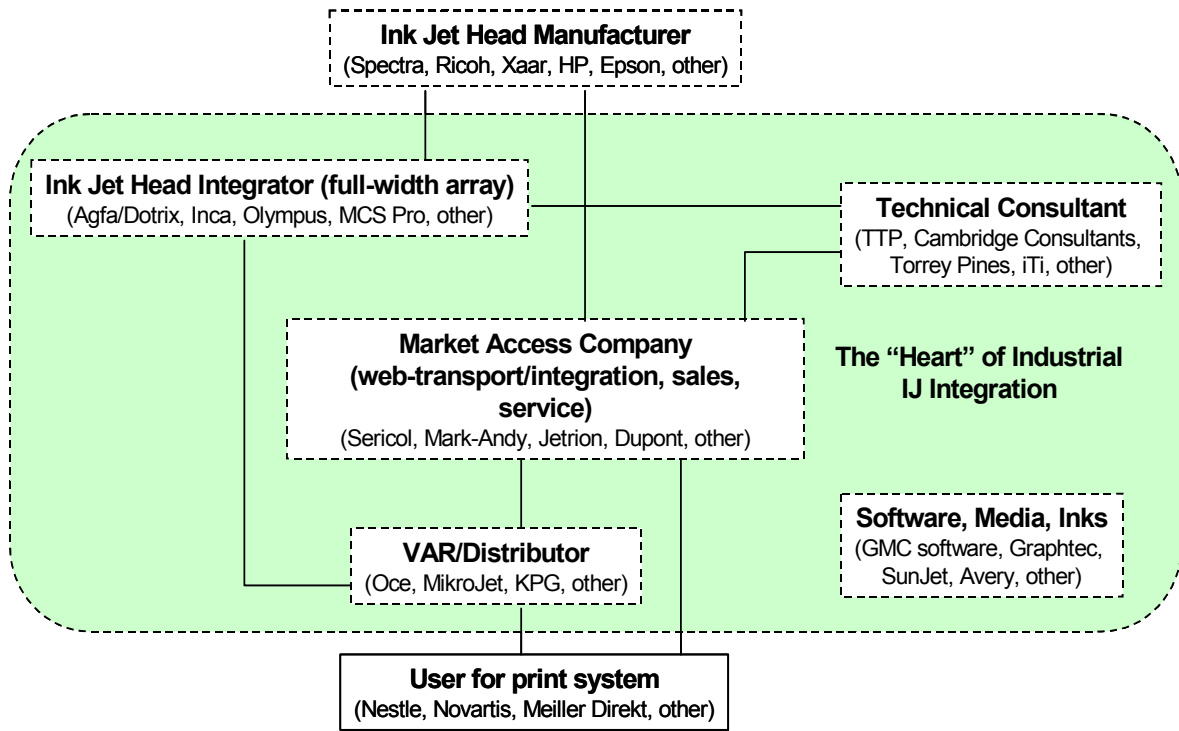 Ink Jet Head Manufacturer
(Spectra, Ricoh, Xaar, HP, Epson, other)
Ink Jet Head Integrator (full-width array)
(Agfa/Dotrix, Inca, Olympus, MCS Pro, other)
Technical Consultant
(TTP, Cambridge Consultants,
Torrey Pines, iTi, other)
Market Access Company
(web-transport/integration, sales,
service)
(Sericol, Mark-Andy, Jetrion, Dupont, other)
The “Heart” of Industrial
IJ Integration
Software, Media, Inks
(GMC software, Graphtec,
SunJet, Avery, other)
VAR/Distributor
(Oce, MikroJet, KPG, other)
User for print system
(Nestle, Novartis, Meiller Direkt, other)